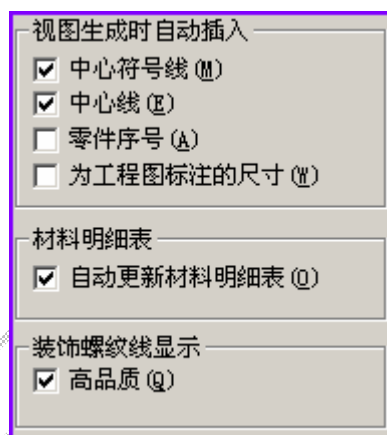 视图生成时自动插入
中心符号线(M)
中心线(E)
零件序号(A)
为工程图标注的尺寸(W)
材料明细表
自动更新材料明细表(O)
装饰螺纹线显示
高品质(Q)